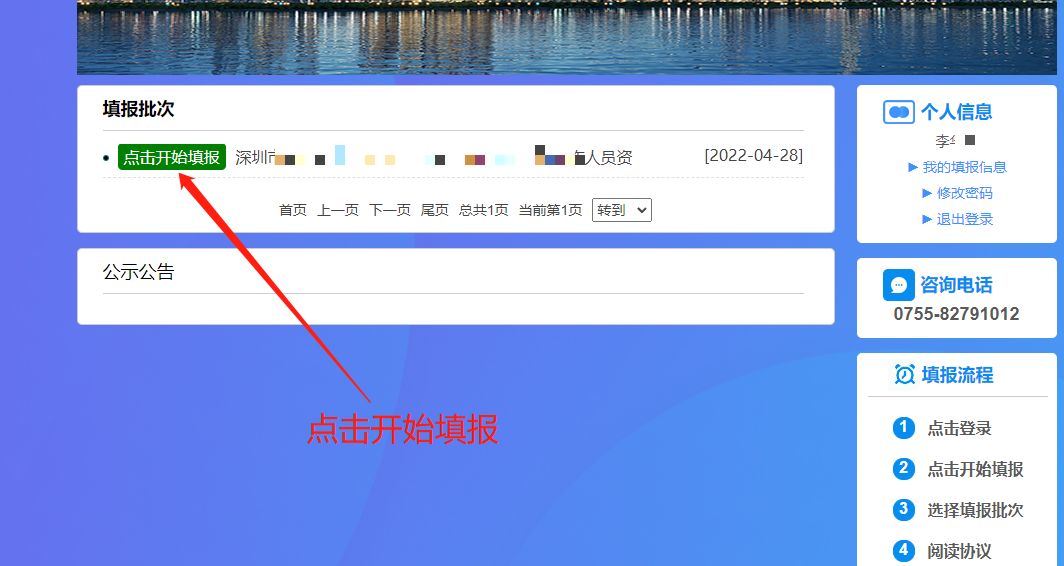 填报批次
点击开始填报 深圳 人员资 [2022-04-28]
首页 上一页 下一页 尾页 总共1页 当前第1页 转到
公示公告
点击开始填报
个人信息
李
我的填报信息
修改密码
退出登录
咨询电话
0755-82791012
填报流程
1 点击登录
2 点击开始填报
3 选择填报批次
4 阅读协议